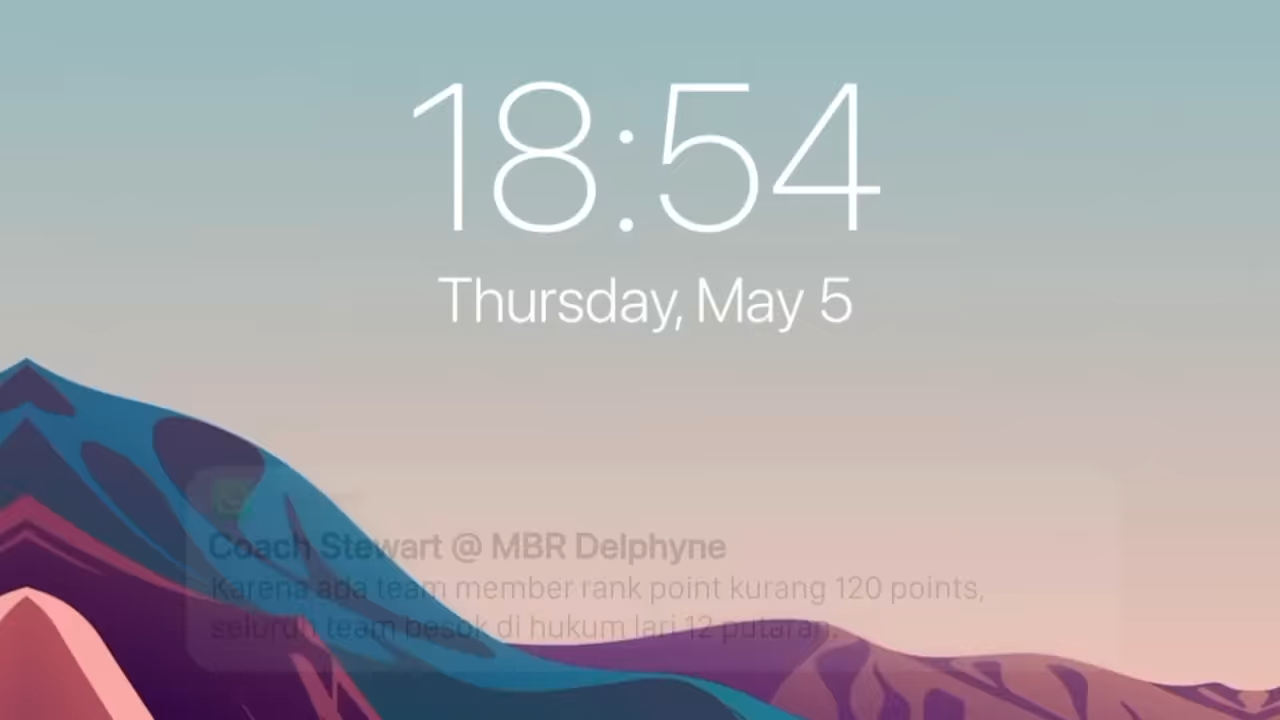 18:54
Thursday, May 5
Coach Stewart @ MBR Delphyne
Karena ada team member rank point kurang 120 points,
seluruh team besok di hukum lari 12 putaran.